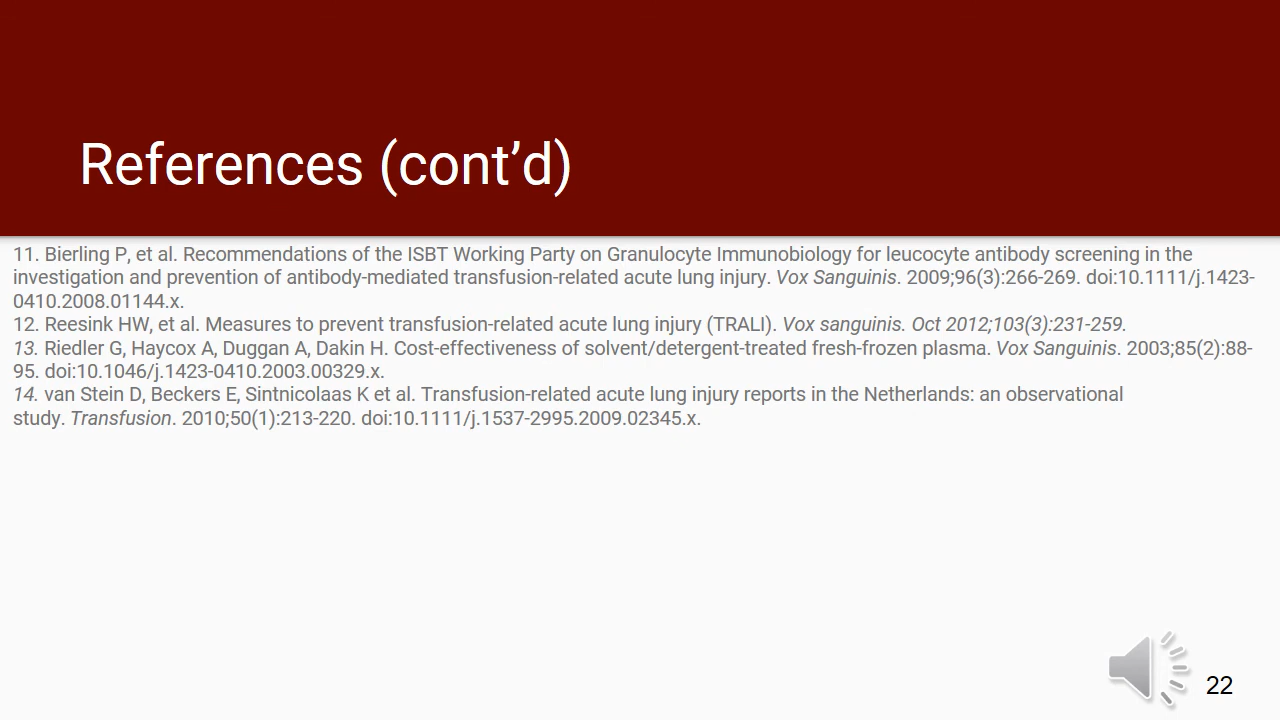 References (cont’d)
11. Bierling P, et al. Recommendations of the ISBT Working Party on Granulocyte Immunobiology for leucocyte antibody screening in the
investigation and prevention of antibody-mediated transfusion-related acute lung injury. Vox Sanguinis. 2009;96(3):266-269. doi:10.1111/j.1423-
0410.2008.01144.x.
12. Reesink HW, et al. Measures to prevent transfusion-related acute lung injury (TRALI). Vox sanguinis. Oct 2012;103(3):231-259.
13. Riedler G, Haycox A, Duggan A, Dakin H. Cost-effectiveness of solvent/detergent-treated fresh-frozen plasma. Vox Sanguinis. 2003;85(2):88-
95. doi:10.1046/j.1423-0410.2003.00329.x.
14. van Stein D, Beckers E, Sintnicolaas K et al. Transfusion-related acute lung injury reports in the Netherlands: an observational
study. Transfusion. 2010;50(1):213-220. doi:10.1111/j.1537-2995.2009.02345.x.
22